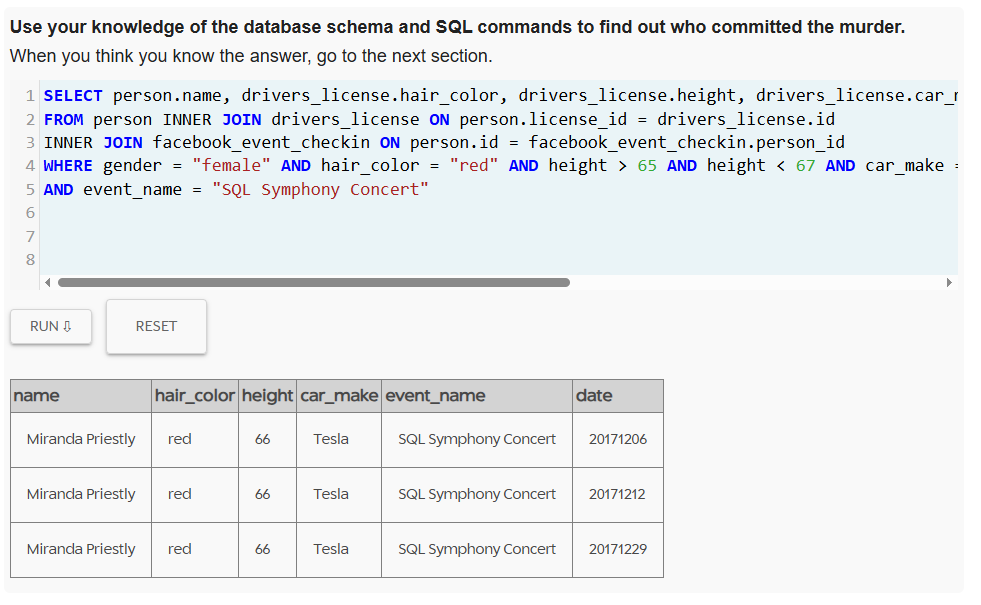 Use your knowledge of the database schema and SQL commands to find out who committed the murder.
When you think you know the answer, go to the next section.
1 SELECT person.name, drivers_license.hair_color, drivers_license.height, drivers_license.car_
2 FROM person INNER JOIN drivers_license ON person.license_id = drivers_license.id
3 INNER JOIN facebook_event_checkin ON person.id = facebook_event_checkin.person_id
4 WHERE gender = "female" AND hair_color = "red" AND height > 65 AND height < 67 AND car_make =
5 AND event_name = "SQL Symphony Concert"
6
7
8
RUN ⇩ RESET
name hair_color height car_make event_name date
Miranda Priestly red 66 Tesla SQL Symphony Concert 20171206
Miranda Priestly red 66 Tesla SQL Symphony Concert 20171212
Miranda Priestly red 66 Tesla SQL Symphony Concert 20171229